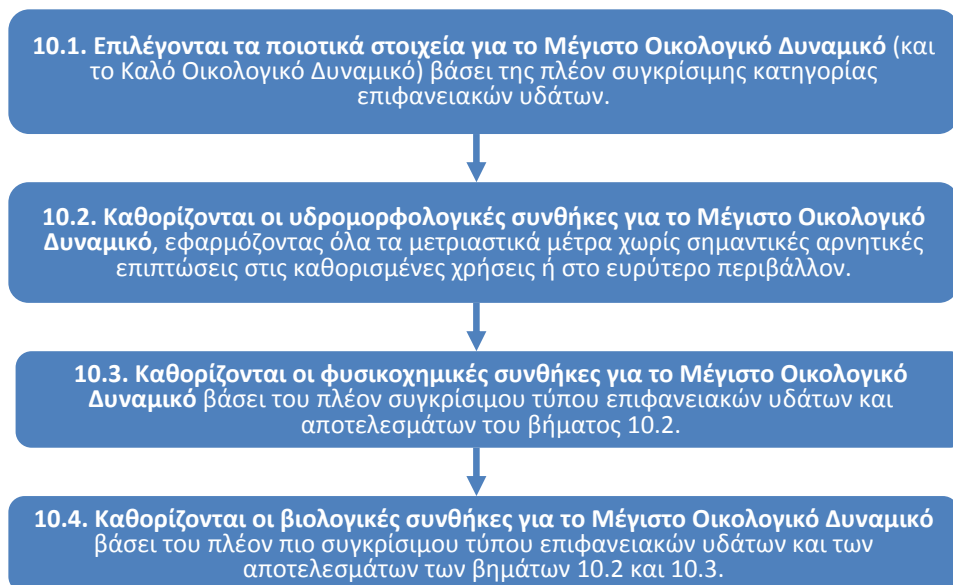 10.1. Επιλέγονται τα ποιοτικά στοιχεία για το Μέγιστο Οικολογικό Δυναμικό (και
το Καλό Οικολογικό Δυναμικό) βάσει της πλέον συγκρίσιμης κατηγορίας
επιφανειακών υδάτων.
10.2. Καθορίζονται οι υδρομορφολογικές συνθήκες για το Μέγιστο Οικολογικό
Δυναμικό, εφαρμόζοντας όλα τα μετριαστικά μέτρα χωρίς σημαντικές αρνητικές
επιπτώσεις στις καθορισμένες χρήσεις ή στο ευρύτερο περιβάλλον.
10.3. Καθορίζονται οι φυσικοχημικές συνθήκες για το Μέγιστο Οικολογικό
Δυναμικό βάσει του πλέον συγκρίσιμου τύπου επιφανειακών υδάτων και
αποτελεσμάτων του βήματος 10.2.
10.4. Καθορίζονται οι βιολογικές συνθήκες για το Μέγιστο Οικολογικό Δυναμικό
βάσει του πλέον πιο συγκρίσιμου τύπου επιφανειακών υδάτων και των
αποτελεσμάτων των βημάτων 10.2 και 10.3.